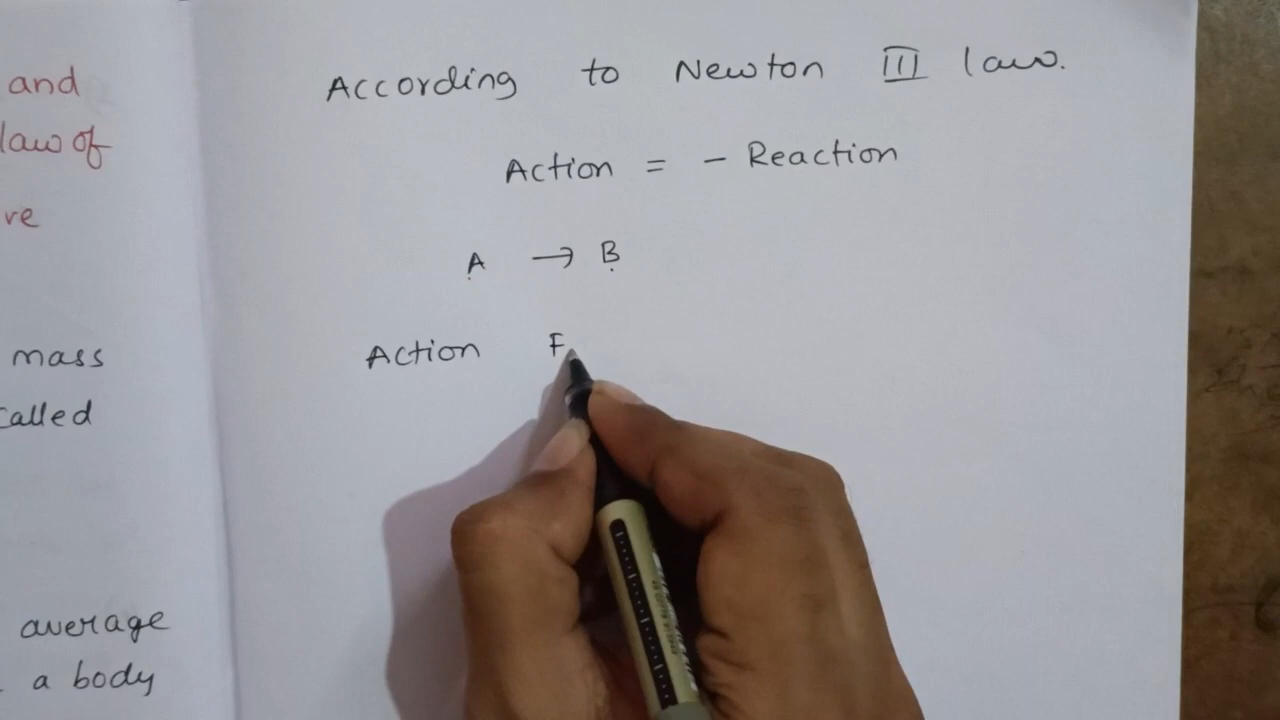 and
law of
re
mass
called
average
a body
According to Newton III law.
Action = - Reaction
A → B
Action F